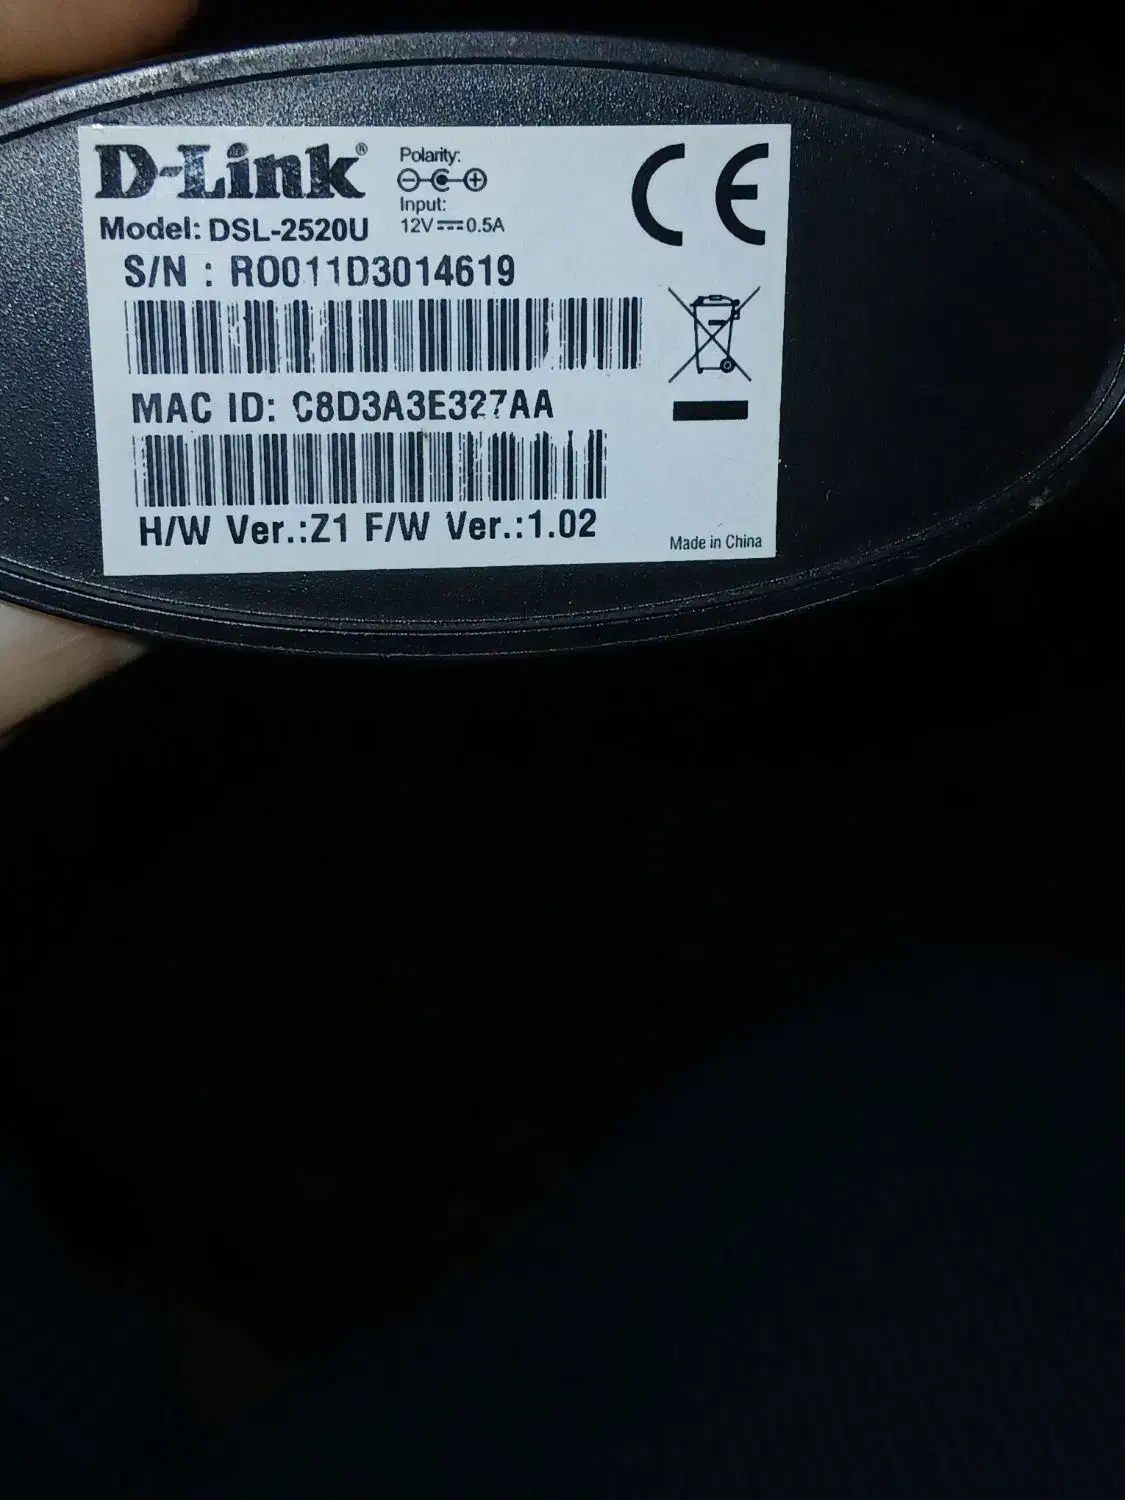 D-Link®
Polarity:
Input:
12V⎓0.5A
Model: DSL-2520U
S/N : R0011D3014619
MAC ID: C8D3A3E327AA
H/W Ver.:Z1 F/W Ver.:1.02
Made in China
CE